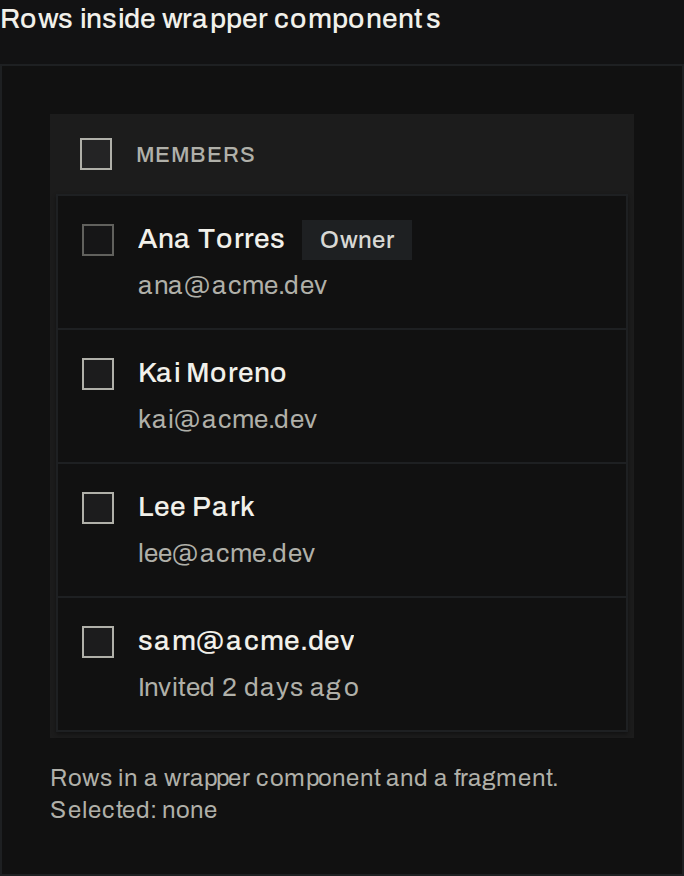 Rows inside wrapper components
MEMBERS
Ana Torres Owner
ana@acme.dev
Kai Moreno
kai@acme.dev
Lee Park
lee@acme.dev
sam@acme.dev
Invited 2 days ago
Rows in a wrapper component and a fragment.
Selected: none